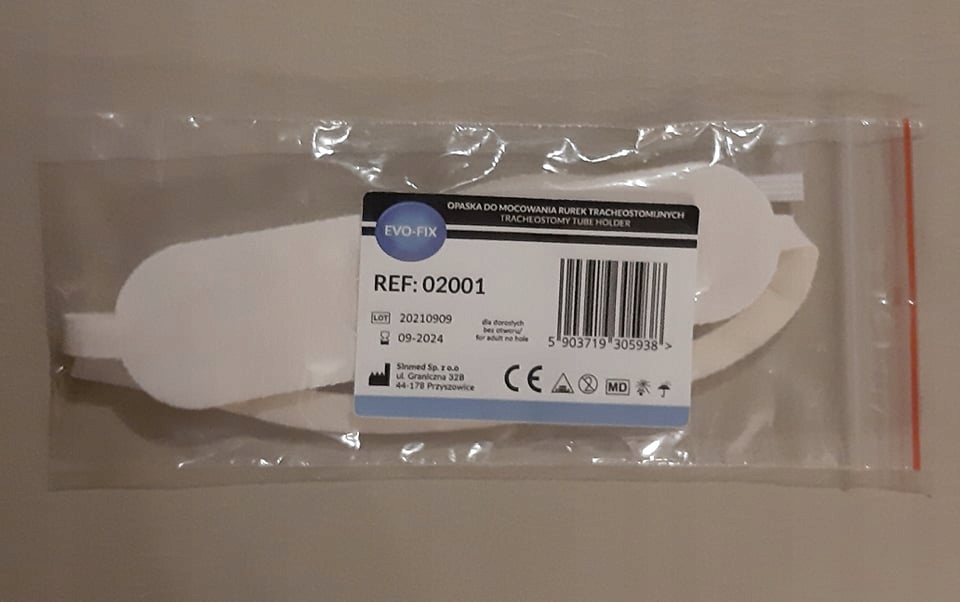 OPASKA DO MOCOWANIA RUREK TRACHEOSTOMIJNYCH
TRACHEOSTOMY TUBE HOLDER
EVO-FIX
REF: 02001
LOT 20210909
09-2024
dla dorosłych
bez otworu/
for adult no hole
5 903719 305938 >
Sinmed Sp. z o.o
ul. Graniczna 32B
44-178 Przyszowice
CE
MD